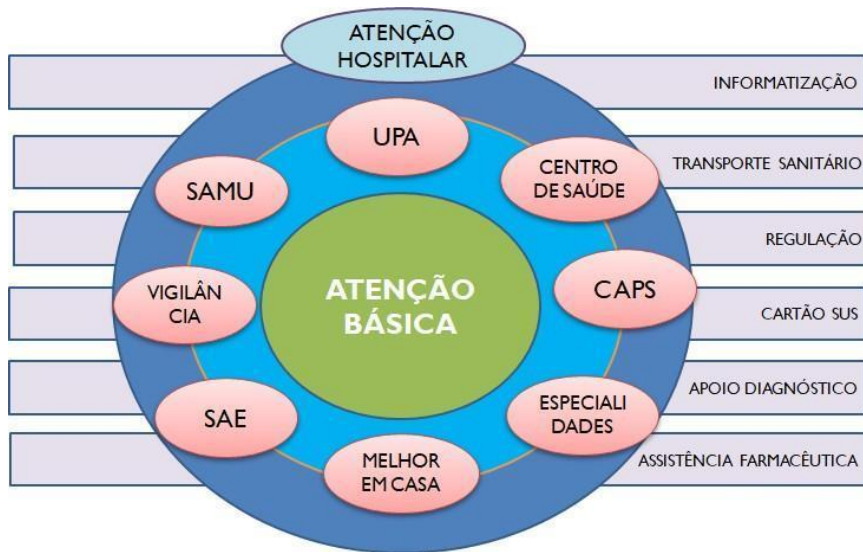 ATENÇÃO
HOSPITALAR
INFORMATIZAÇÃO
UPA
CENTRO
DE SAÚDE
TRANSPORTE SANITÁRIO
SAMU
REGULAÇÃO
ATENÇÃO
BÁSICA
VIGILÂN
CIA
CAPS
CARTÃO SUS
APOIO DIAGNÓSTICO
SAE
ESPECIALI
DADES
MELHOR
EM CASA
ASSISTÊNCIA FARMACÊUTICA